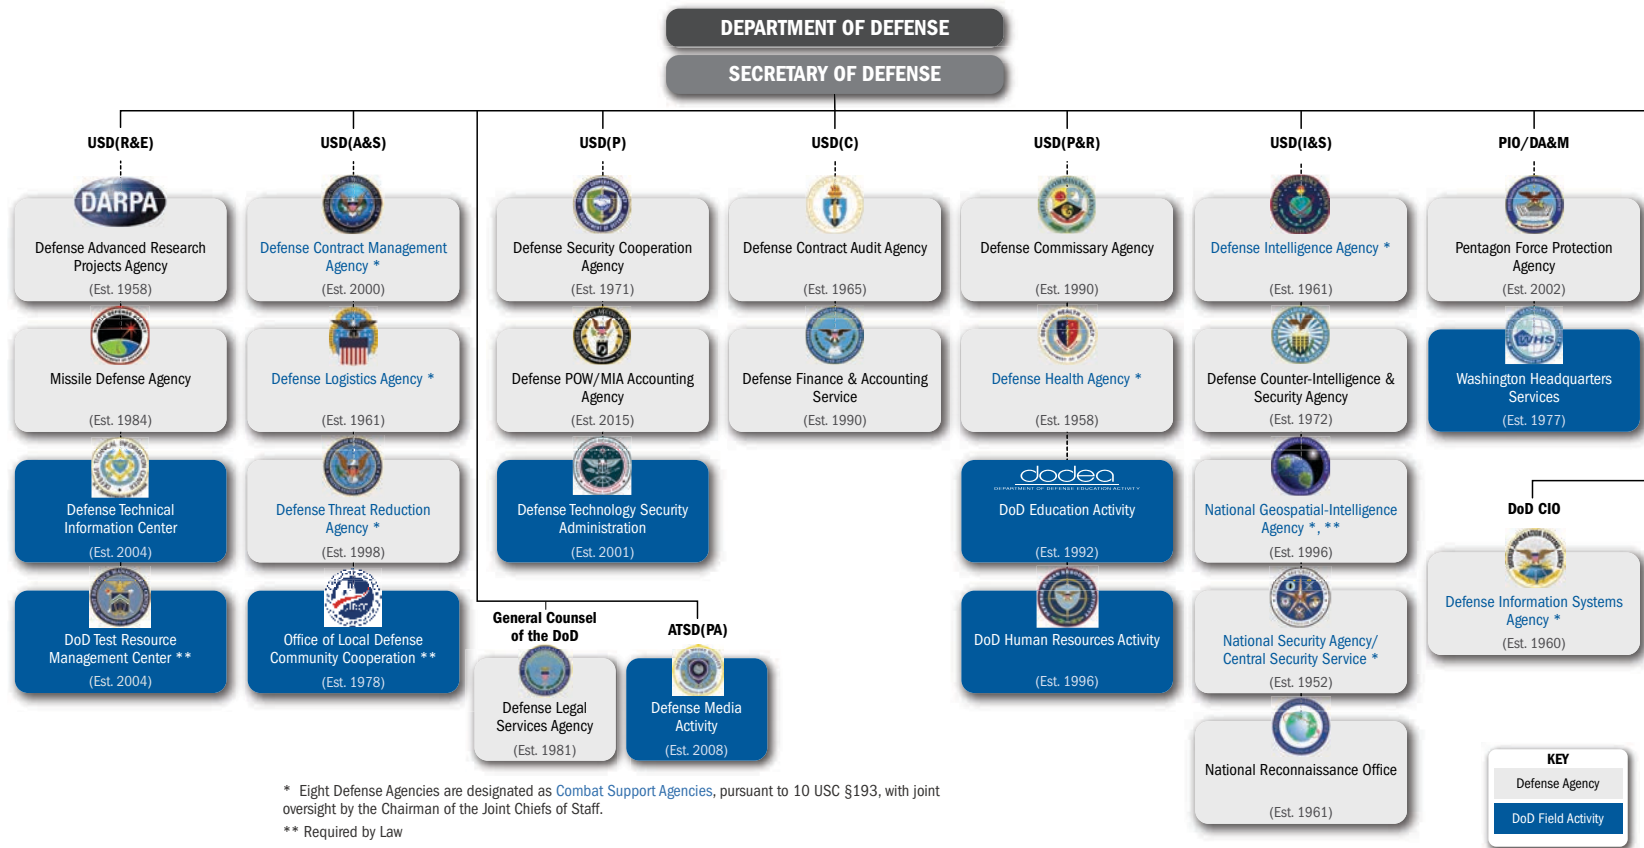 DEPARTMENT OF DEFENSE
SECRETARY OF DEFENSE
USD(R&E)
DARPA
Defense Advanced Research
Projects Agency
(Est. 1958)
Missile Defense Agency
(Est. 1984)
Defense Technical
Information Center
(Est. 2004)
DoD Test Resource
Management Center **
(Est. 2004)
USD(A&S)
Defense Contract Management
Agency *
(Est. 2000)
Defense Logistics Agency *
(Est. 1961)
Defense Threat Reduction
Agency *
(Est. 1998)
Office of Local Defense
Community Cooperation **
(Est. 1978)
General Counsel
of the DoD
Defense Legal
Services Agency
(Est. 1981)
ATSD(PA)
Defense Media
Activity
(Est. 2008)
USD(P)
Defense Security Cooperation
Agency
(Est. 1971)
Defense POW/MIA Accounting
Agency
(Est. 2015)
Defense Technology Security
Administration
(Est. 2001)
USD(C)
Defense Contract Audit Agency
(Est. 1965)
Defense Finance & Accounting
Service
(Est. 1990)
USD(P&R)
Defense Commissary Agency
(Est. 1990)
Defense Health Agency *
(Est. 1958)
dodea
DEPARTMENT OF DEFENSE EDUCATION ACTIVITY
DoD Education Activity
(Est. 1992)
DoD Human Resources Activity
(Est. 1996)
USD(I&S)
Defense Intelligence Agency *
(Est. 1961)
Defense Counter-Intelligence &
Security Agency
(Est. 1972)
National Geospatial-Intelligence
Agency *, **
(Est. 1996)
National Security Agency/
Central Security Service *
(Est. 1952)
National Reconnaissance Office
(Est. 1961)
PIO/DA&M
Pentagon Force Protection
Agency
(Est. 2002)
WHS
Washington Headquarters
Services
(Est. 1977)
DoD CIO
Defense Information Systems
Agency *
(Est. 1960)
* Eight Defense Agencies are designated as Combat Support Agencies, pursuant to 10 USC §193, with joint
oversight by the Chairman of the Joint Chiefs of Staff.
** Required by Law
KEY
Defense Agency
DoD Field Activity